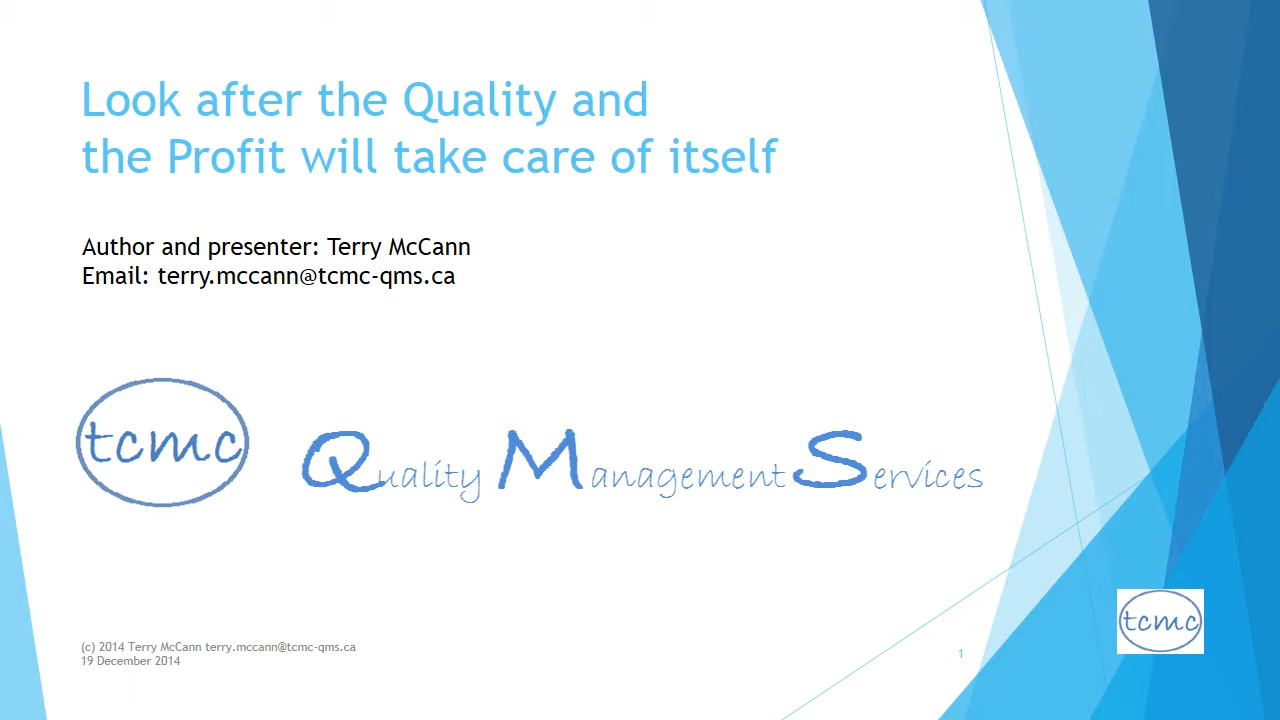 Look after the Quality and
the Profit will take care of itself
Author and presenter: Terry McCann
Email: terry.mccann@tcmc-qms.ca
tcmc
Quality Management Services
tcmc
(c) 2014 Terry McCann terry.mccann@tcmc-qms.ca
19 December 2014
1